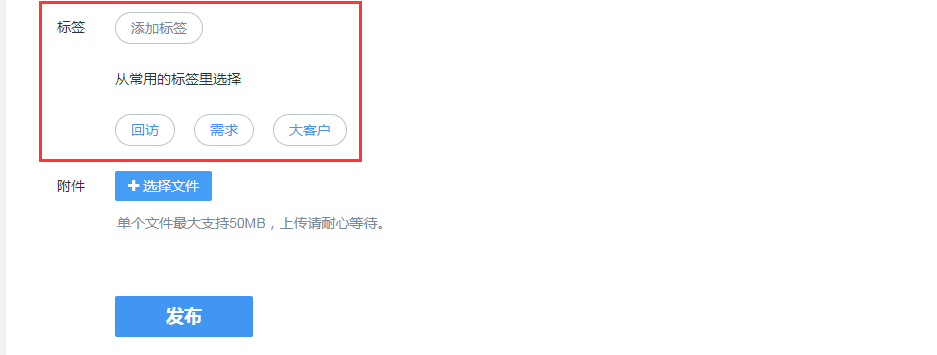 标签 添加标签
从常用的标签里选择
回访 需求 大客户
附件 选择文件
单个文件最大支持50MB，上传请耐心等待。
发布